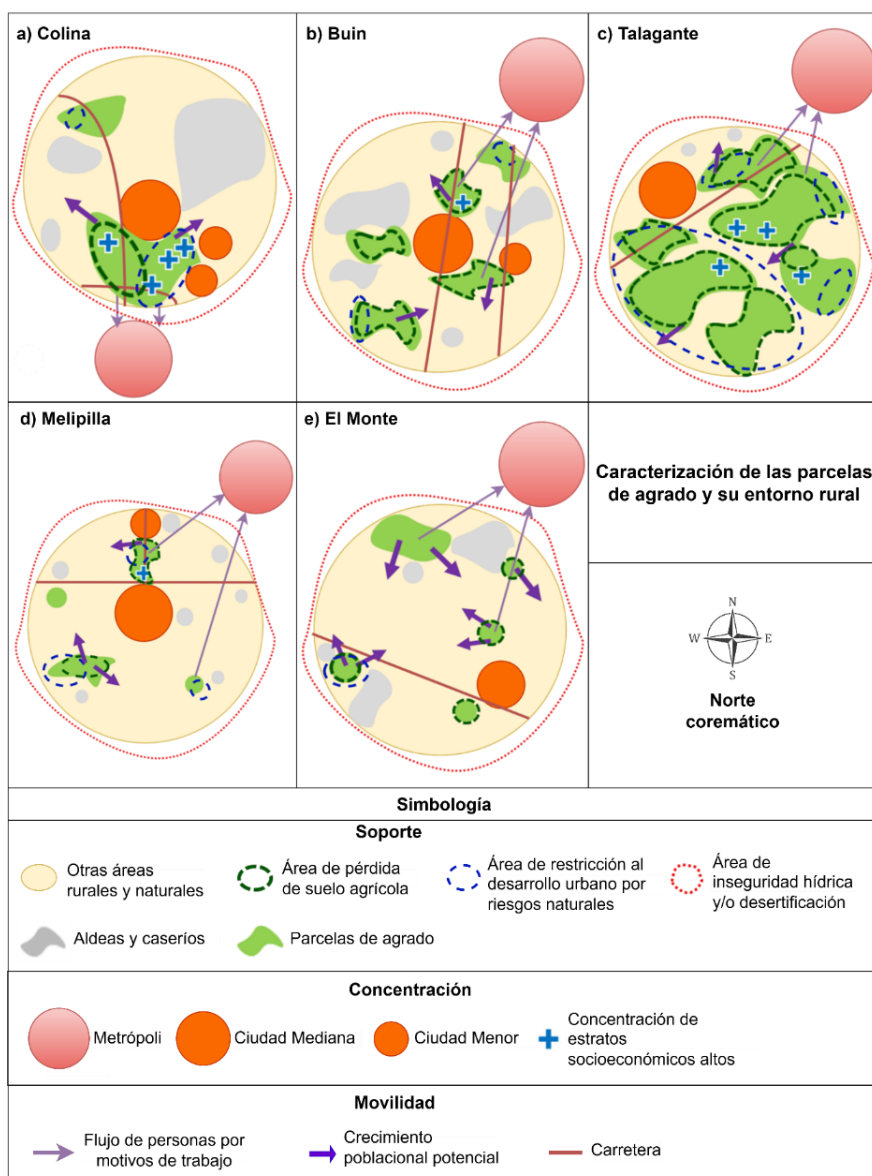 a) Colina
b) Buin
c) Talagante
d) Melipilla
e) El Monte
Caracterización de las parcelas
de agrado y su entorno rural
N
W
E
S
Norte
coremático
Simbología
Soporte
Otras áreas
rurales y naturales
Área de pérdida
de suelo agrícola
Área de restricción al
desarrollo urbano por
riesgos naturales
Área de
inseguridad hídrica
y/o desertificación
Aldeas y caseríos
Parcelas de agrado
Concentración
Metrópoli
Ciudad Mediana
Ciudad Menor
Concentración de
estratos
socioeconómicos altos
Movilidad
Flujo de personas por
motivos de trabajo
Crecimiento
poblacional potencial
Carretera